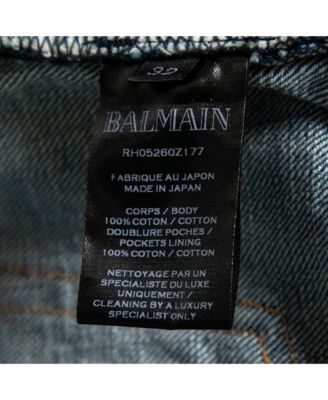 32
BALMAIN
RH05260Z177
FABRIQUE AU JAPON
MADE IN JAPAN
CORPS / BODY
100% COTON / COTTON
DOUBLURE POCHES /
POCKETS LINING
100% COTON / COTTON
NETTOYAGE PAR UN
SPECIALISTE DU LUXE
UNIQUEMENT /
CLEANING BY A LUXURY
SPECIALIST ONLY